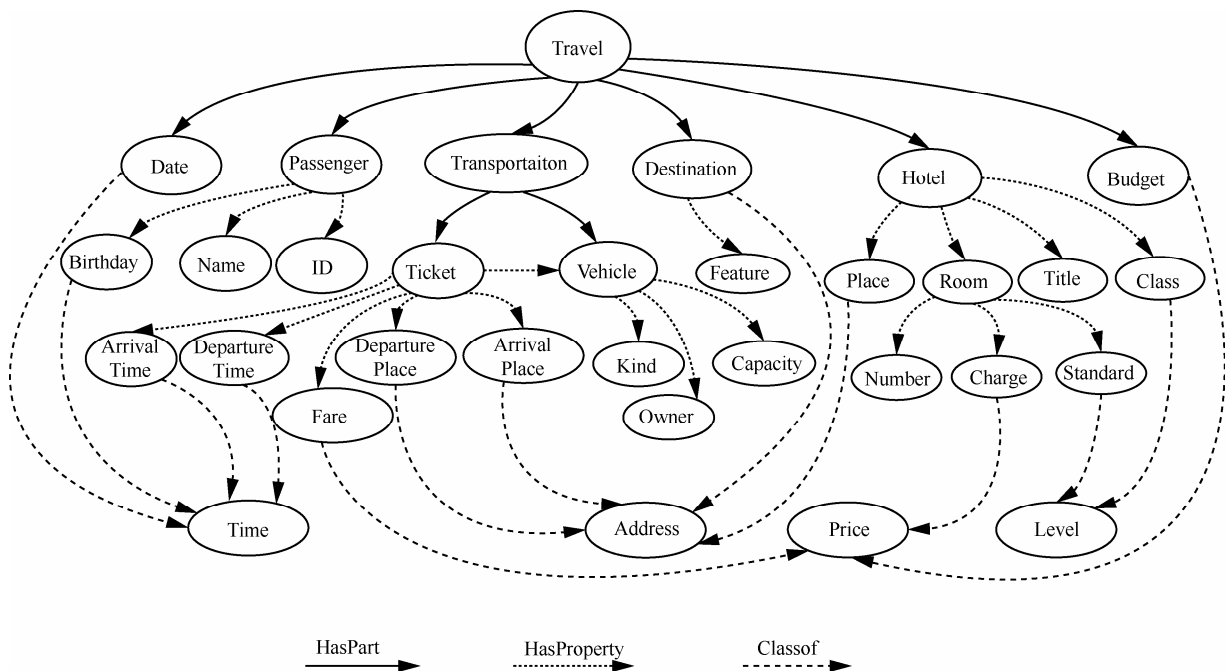 Travel
Date
Passenger
Transportaiton
Destination
Hotel
Budget
Birthday
Name
ID
Ticket
Vehicle
Feature
Place
Room
Title
Class
Arrival
Time
Departure
Time
Departure
Place
Arrival
Place
Kind
Capacity
Number
Charge
Standard
Fare
Owner
Time
Address
Price
Level
HasPart
HasProperty
Classof